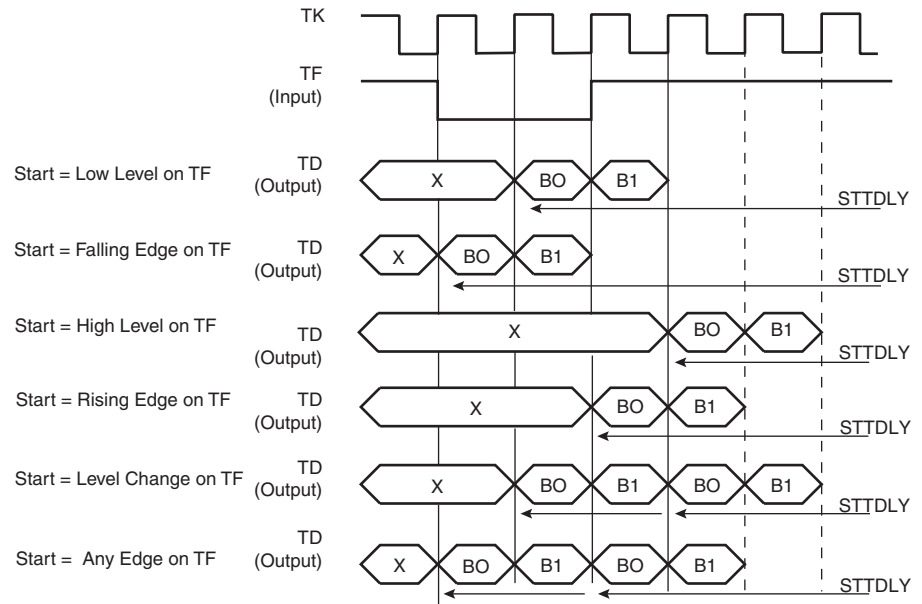 TK
TF
(Input)
Start = Low Level on TF
TD
(Output)
X
BO
B1
STTDLY
Start = Falling Edge on TF
TD
(Output)
X
BO
B1
STTDLY
Start = High Level on TF
TD
(Output)
X
BO
B1
STTDLY
Start = Rising Edge on TF
TD
(Output)
X
BO
B1
STTDLY
Start = Level Change on TF
TD
(Output)
X
BO
B1
BO
B1
STTDLY
Start = Any Edge on TF
TD
(Output)
X
BO
B1
BO
B1
STTDLY